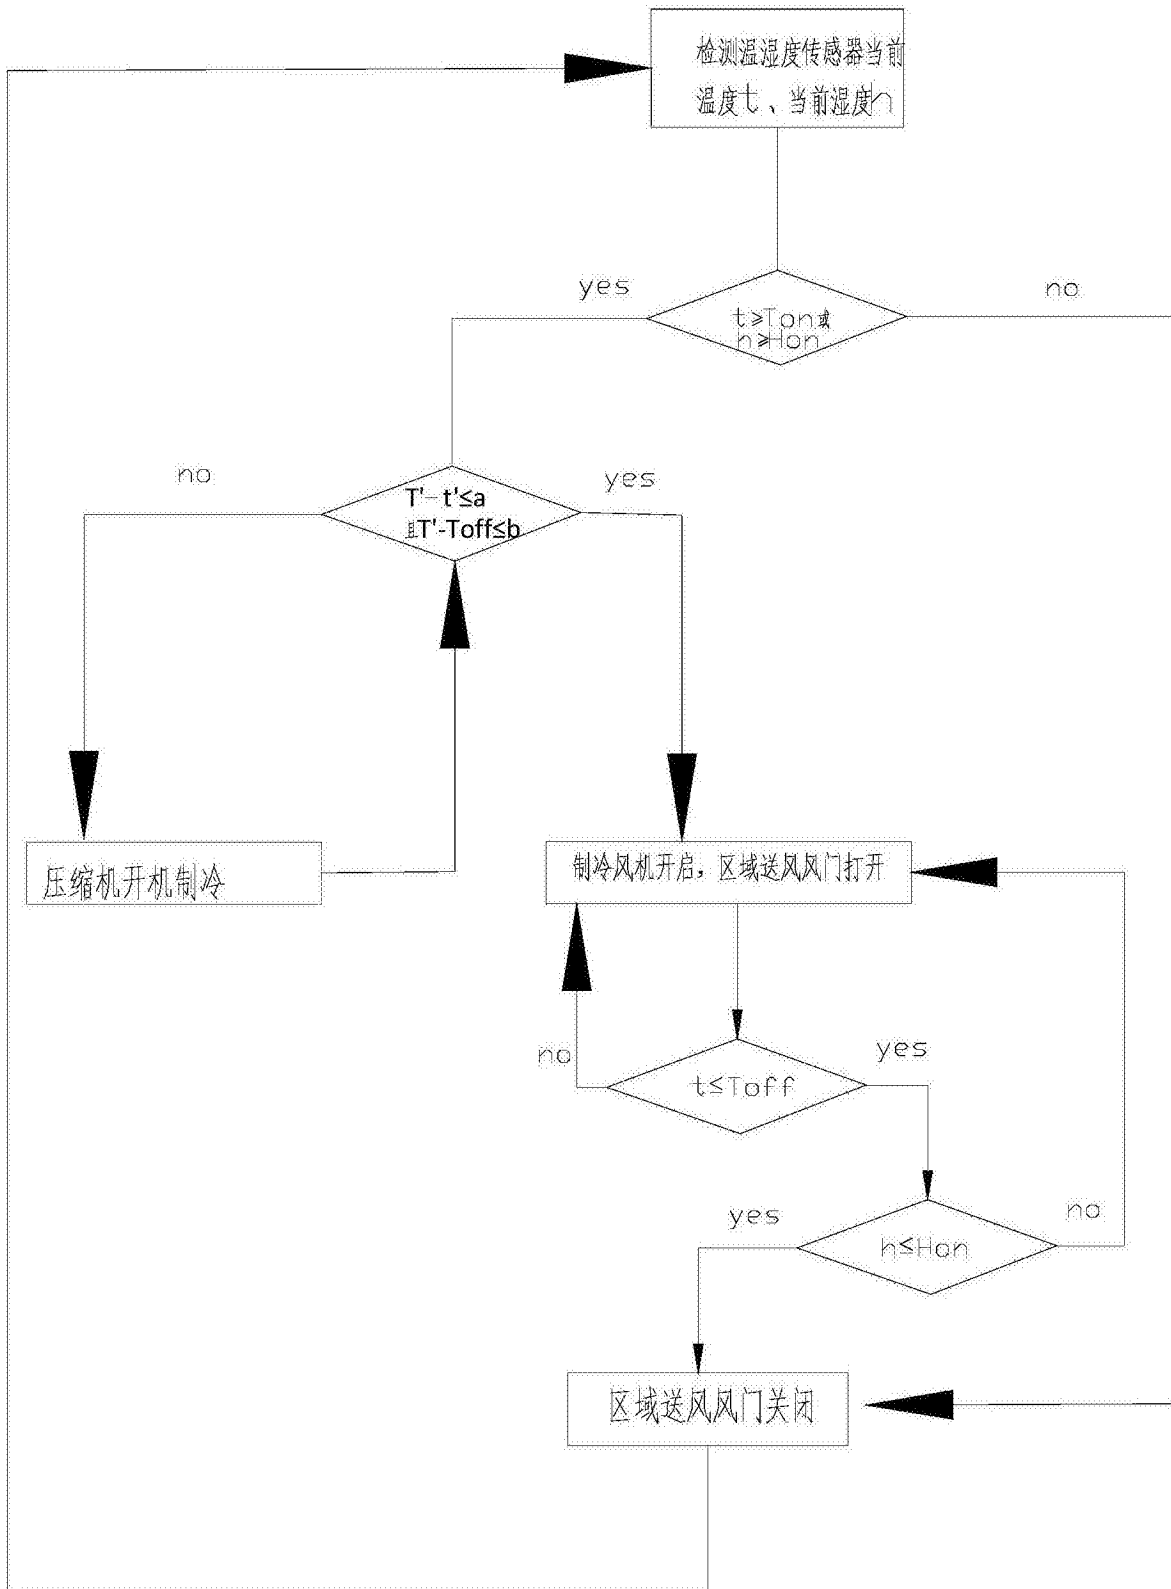 检测温湿度传感器当前
温度t、当前湿度h
yes
no
t≥Ton或
h≥Hon
no
yes
T'-t'≤a
且T'-Toff≤b
压缩机开机制冷
制冷风机开启，区域送风风门打开
no
yes
t≤Toff
yes
no
h≤Hon
区域送风风门关闭